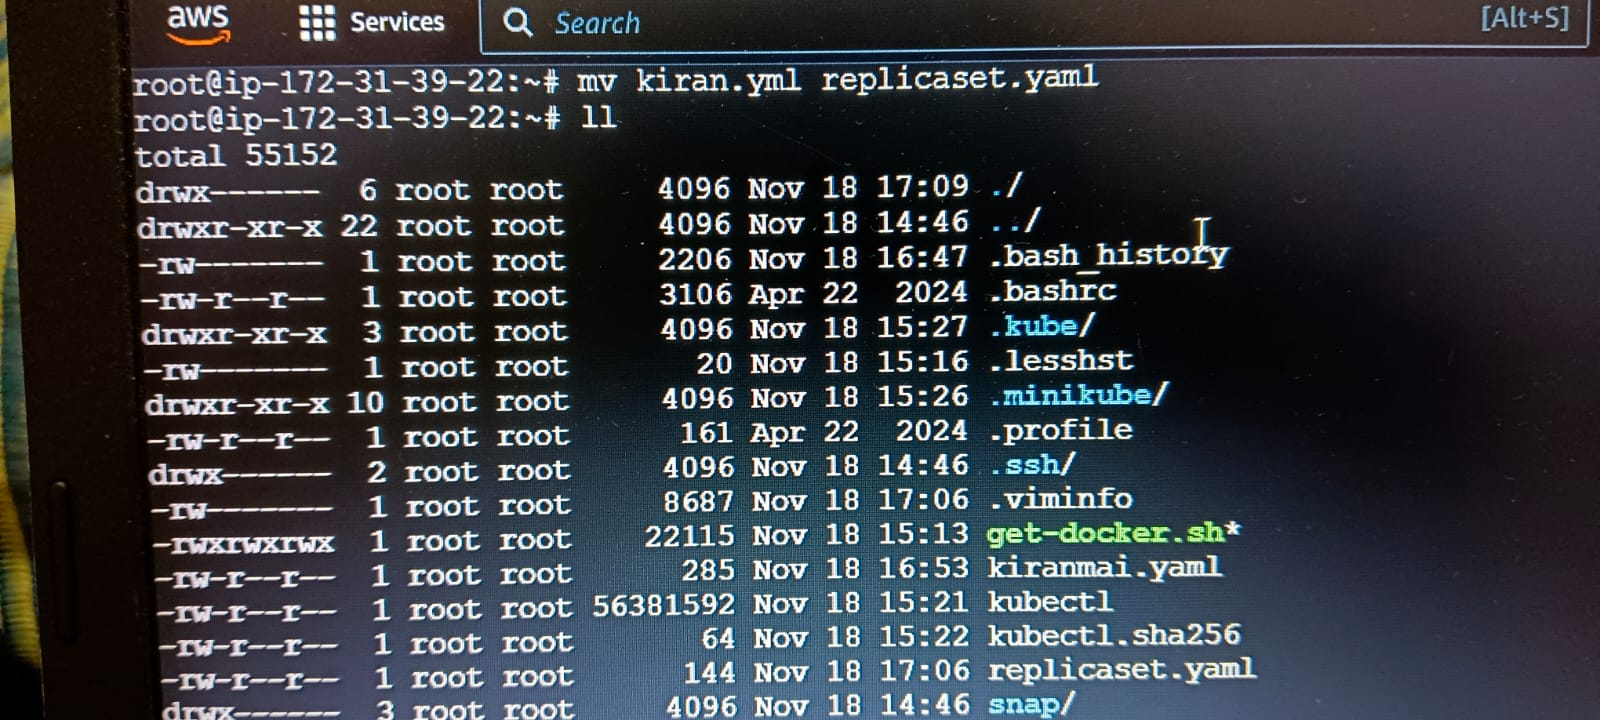 aws Services Search [Alt+S]
root@ip-172-31-39-22:~# mv kiran.yml replicaset.yaml
root@ip-172-31-39-22:~# ll
total 55152
drwx------ 6 root root 4096 Nov 18 17:09 ./
drwxr-xr-x 22 root root 4096 Nov 18 14:46 ../
-rw------- 1 root root 2206 Nov 18 16:47 .bash_history
-rw-r--r-- 1 root root 3106 Apr 22 2024 .bashrc
drwxr-xr-x 3 root root 4096 Nov 18 15:27 .kube/
-rw------- 1 root root 20 Nov 18 15:16 .lesshst
drwxr-xr-x 10 root root 4096 Nov 18 15:26 .minikube/
-rw-r--r-- 1 root root 161 Apr 22 2024 .profile
drwx------ 2 root root 4096 Nov 18 14:46 .ssh/
-rw------- 1 root root 8687 Nov 18 17:06 .viminfo
-rwxrwxrwx 1 root root 22115 Nov 18 15:13 get-docker.sh*
-rw-r--r-- 1 root root 285 Nov 18 16:53 kiranmai.yaml
-rw-r--r-- 1 root root 56381592 Nov 18 15:21 kubectl
-rw-r--r-- 1 root root 64 Nov 18 15:22 kubectl.sha256
-rw-r--r-- 1 root root 144 Nov 18 17:06 replicaset.yaml
drwx------ 3 root root 4096 Nov 18 14:46 snap/